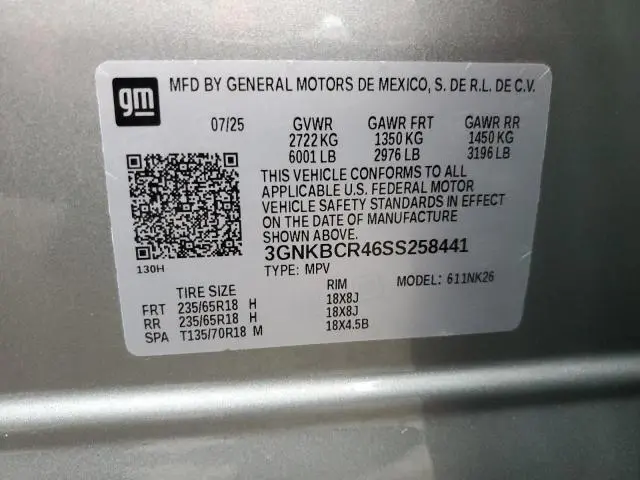 gm
MFD BY GENERAL MOTORS DE MEXICO, S. DE R.L. DE C.V.
07/25 GVWR GAWR FRT GAWR RR
2722 KG 1350 KG 1450 KG
6001 LB 2976 LB 3196 LB
THIS VEHICLE CONFORMS TO ALL
APPLICABLE U.S. FEDERAL MOTOR
VEHICLE SAFETY STANDARDS IN EFFECT
ON THE DATE OF MANUFACTURE
SHOWN ABOVE.
3GNKBCR46SS258441
130H
TYPE: MPV
MODEL: 611NK26
TIRE SIZE RIM
FRT 235/65R18 H 18X8J
RR 235/65R18 H 18X8J
SPA T135/70R18 M 18X4.5B